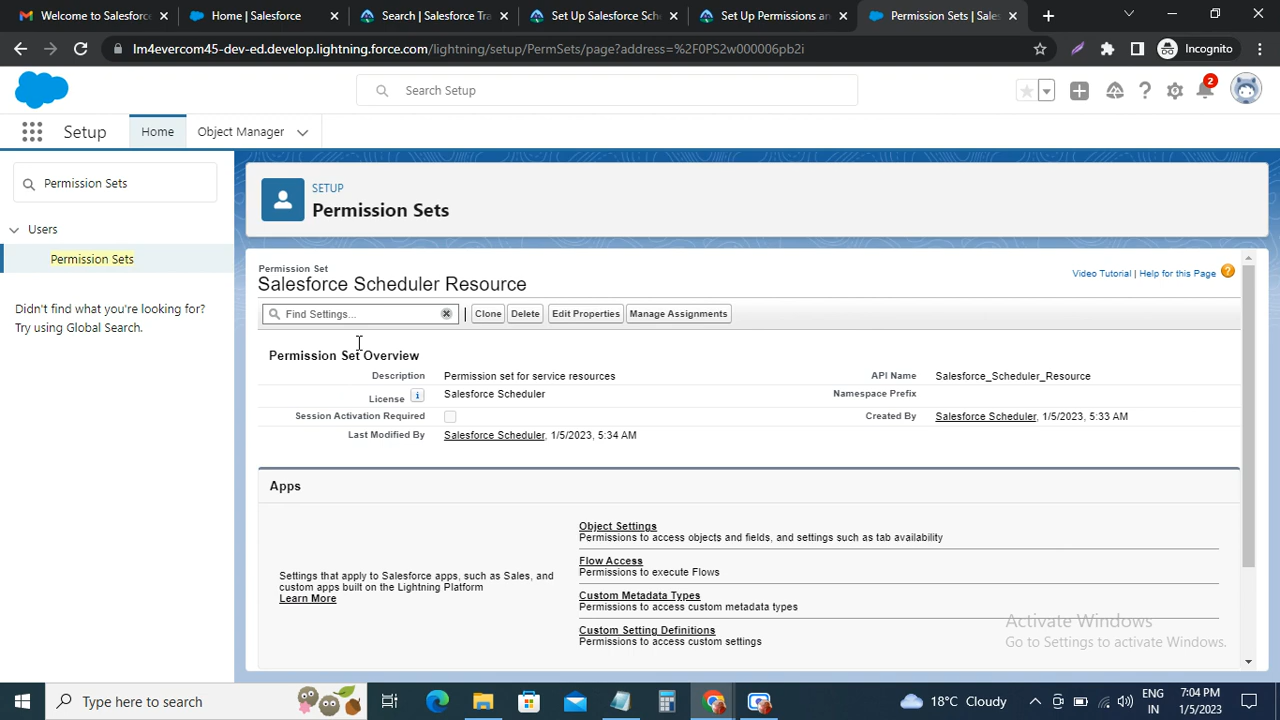 Welcome to Salesforce.
Home | Salesforce
Search | Salesforce Tra
Set Up Salesforce Sch
Set Up Permissions an
Permission Sets | Sales
lm4evercom45-dev-ed.develop.lightning.force.com/lightning/setup/PermSets/page?address=%2F0PS2w000006pb2i
Incognito
Search Setup
2
Setup
Home
Object Manager
Permission Sets
Users
Permission Sets
Didn't find what you're looking for?
Try using Global Search.
SETUP
Permission Sets
Permission Set
Salesforce Scheduler Resource
Video Tutorial | Help for this Page
Find Settings...
Clone
Delete
Edit Properties
Manage Assignments
Permission Set Overview
Description Permission set for service resources
API Name Salesforce_Scheduler_Resource
License Salesforce Scheduler
Namespace Prefix
Session Activation Required
Created By Salesforce Scheduler, 1/5/2023, 5:33 AM
Last Modified By Salesforce Scheduler, 1/5/2023, 5:34 AM
Apps
Settings that apply to Salesforce apps, such as Sales, and
custom apps built on the Lightning Platform
Learn More
Object Settings
Permissions to access objects and fields, and settings such as tab availability
Flow Access
Permissions to execute Flows
Custom Metadata Types
Permissions to access custom metadata types
Custom Setting Definitions
Permissions to access custom settings
Activate Windows
Go to Settings to activate Windows.
Type here to search
18°C Cloudy
ENG
IN
7:04 PM
1/5/2023